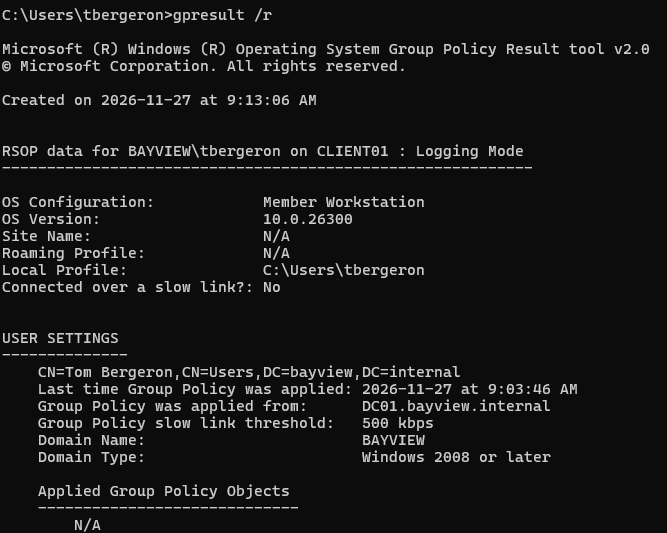 C:\Users\tbergeron>gpresult /r
Microsoft (R) Windows (R) Operating System Group Policy Result tool v2.0
© Microsoft Corporation. All rights reserved.
Created on 2026-11-27 at 9:13:06 AM
RSOP data for BAYVIEW\tbergeron on CLIENT01 : Logging Mode
-----------------------------------------------------------
OS Configuration:            Member Workstation
OS Version:                  10.0.26300
Site Name:                   N/A
Roaming Profile:             N/A
Local Profile:               C:\Users\tbergeron
Connected over a slow link?: No
USER SETTINGS
--------------
    CN=Tom Bergeron,CN=Users,DC=bayview,DC=internal
    Last time Group Policy was applied: 2026-11-27 at 9:03:46 AM
    Group Policy was applied from:      DC01.bayview.internal
    Group Policy slow link threshold:   500 kbps
    Domain Name:                        BAYVIEW
    Domain Type:                        Windows 2008 or later
    Applied Group Policy Objects
    -----------------------------
        N/A